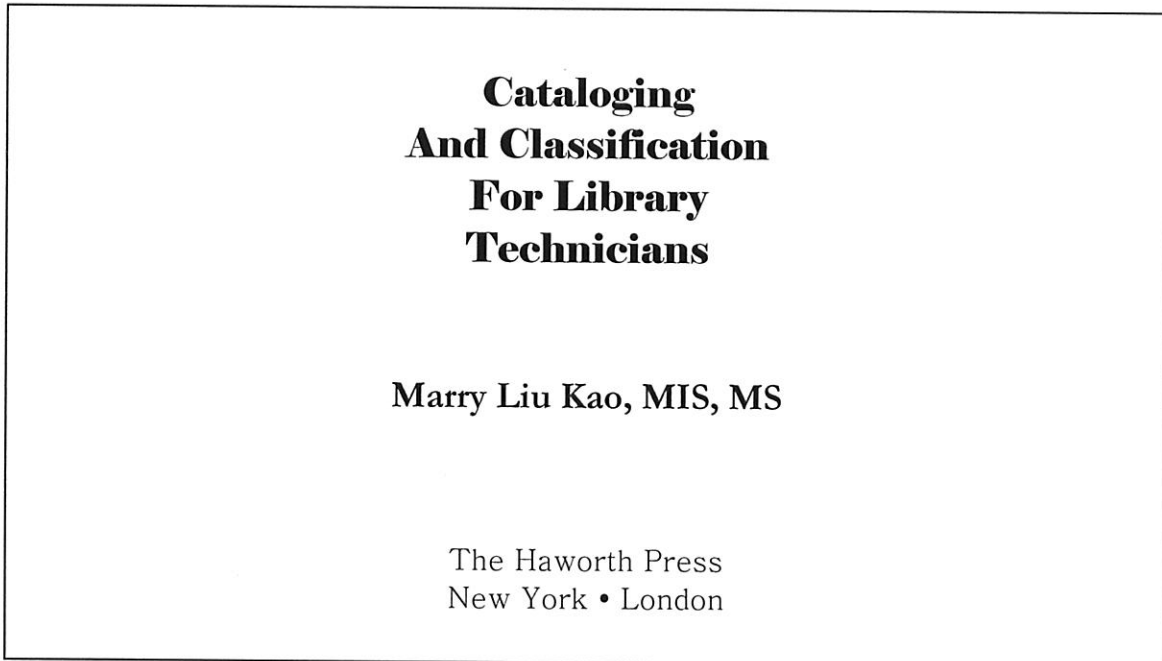 Cataloging
And Classification
For Library
Technicians
Marry Liu Kao, MIS, MS
The Haworth Press
New York • London